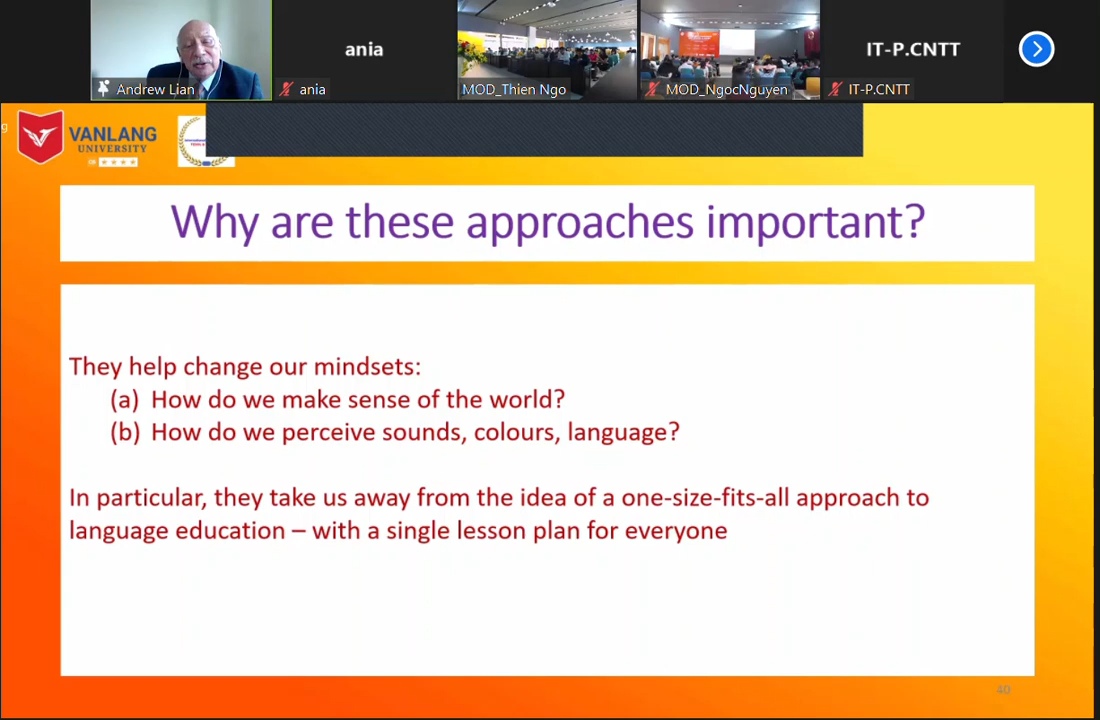 ania
IT-P.CNTT
Andrew Lian
ania
MOD_Thien Ngo
MOD_NgocNguyen
IT-P.CNTT
g
VANLANG
UNIVERSITY
Why are these approaches important?
They help change our mindsets:
(a) How do we make sense of the world?
(b) How do we perceive sounds, colours, language?
In particular, they take us away from the idea of a one-size-fits-all approach to
language education – with a single lesson plan for everyone
40